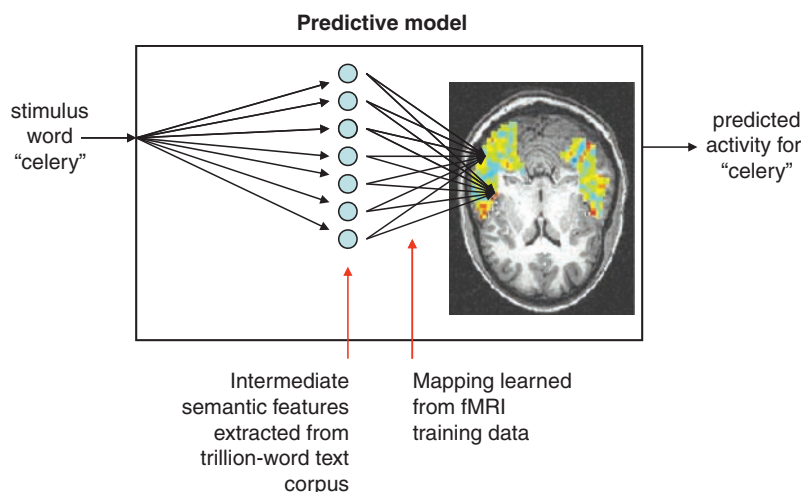 Predictive model
stimulus
word
“celery”
predicted
activity for
“celery”
Intermediate
semantic features
extracted from
trillion-word text
corpus
Mapping learned
from fMRI
training data